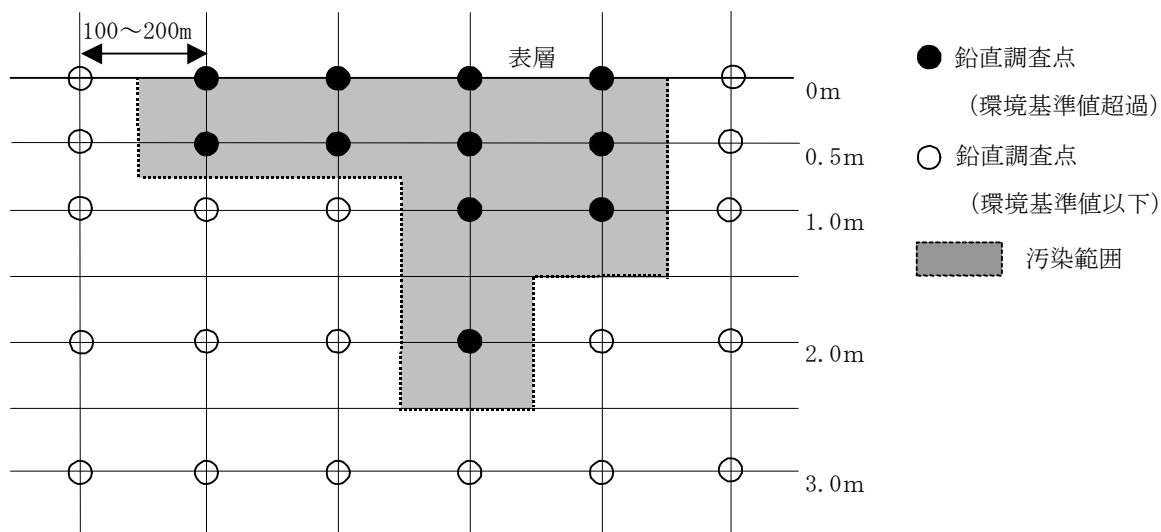 100～200m
表層
0m
0.5m
1.0m
2.0m
3.0m
鉛直調査点
（環境基準値超過）
鉛直調査点
（環境基準値以下）
汚染範囲